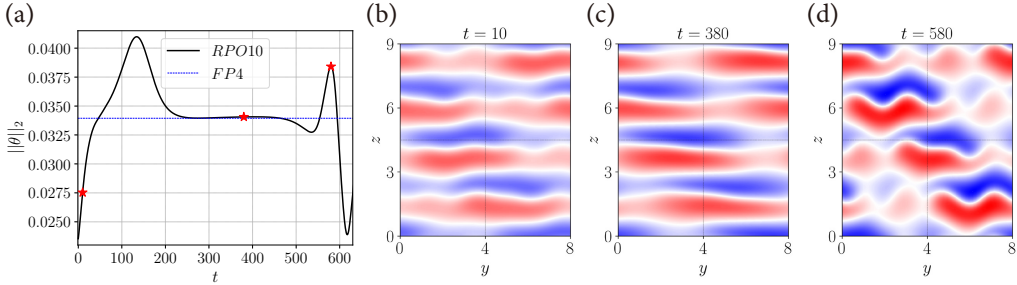 (a)
0.0400
0.0375
0.0350
0.0325
0.0300
0.0275
0.0250
||θ||₂
0 100 200 300 400 500 600
t
RPO10
FP4
(b)
t = 10
9
6
3
0
z
0 4 8
y
(c)
t = 380
9
6
3
0
z
0 4 8
y
(d)
t = 580
9
6
3
0
z
0 4 8
y